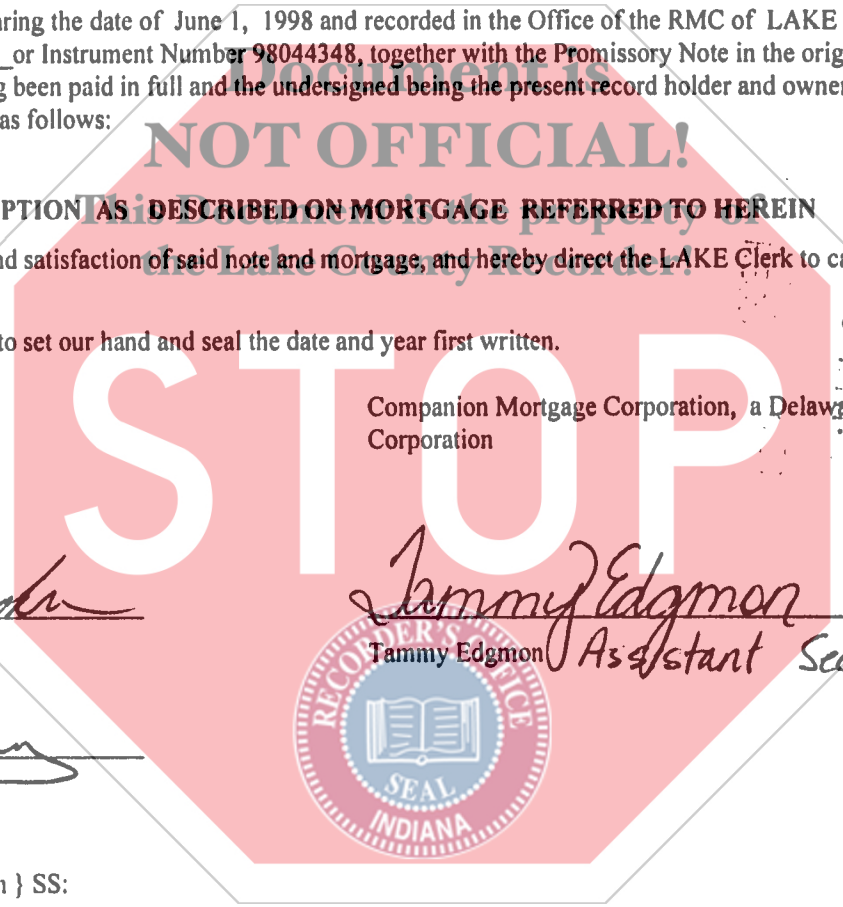 ring the date of June 1, 1998 and recorded in the Office of the RMC of LAKE
or Instrument Number 98044348, together with the Promissory Note in the orig
Document is
g been paid in full and the undersigned being the present record holder and owner
as follows:
NOT OFFICIAL!
PTION AS DESCRIBED ON MORTGAGE REFERRED TO HEREIN
This Document is the property of
nd satisfaction of said note and mortgage, and hereby direct the LAKE Clerk to ca
the Lake County Recorder!
to set our hand and seal the date and year first written.
STOP
Companion Mortgage Corporation, a Delaw
Corporation
Tammy Edgmon
Tammy Edgmon Assistant Sec
RECORDER'S OFFICE
SEAL
INDIANA
n } SS: